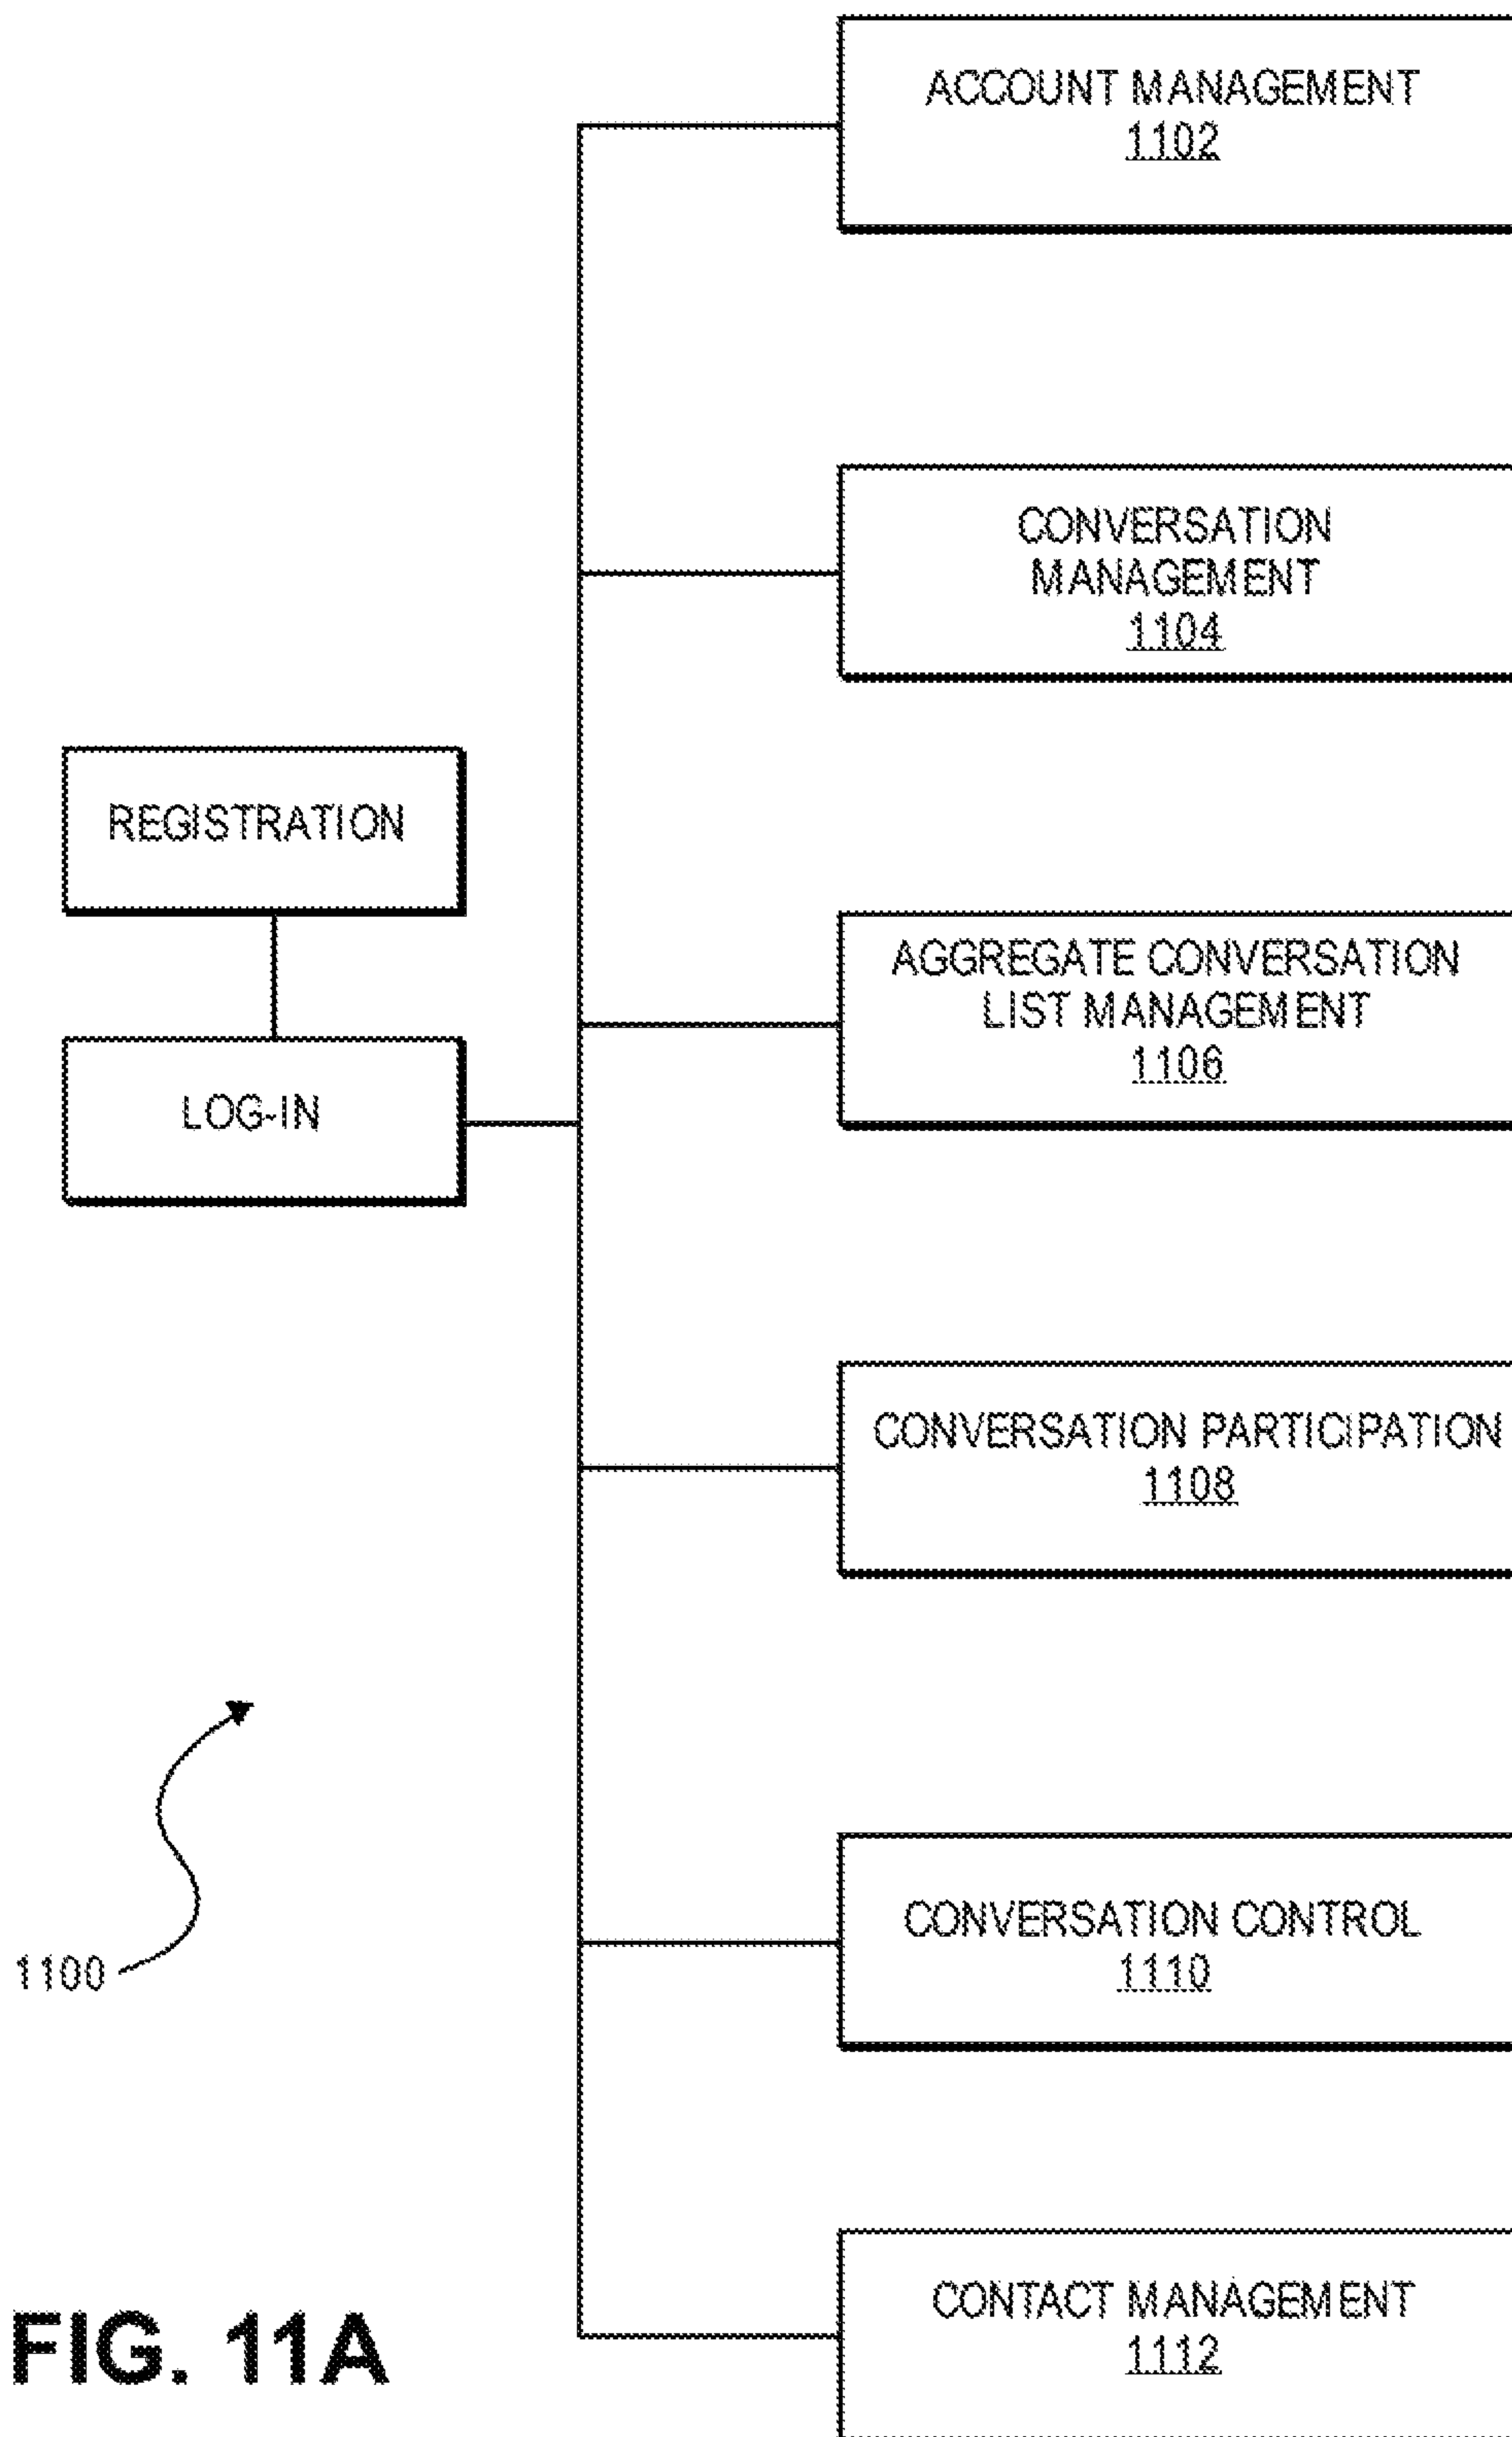 ACCOUNT MANAGEMENT
1102
CONVERSATION
MANAGEMENT
1104
REGISTRATION
AGGREGATE CONVERSATION
LIST MANAGEMENT
1106
LOG-IN
CONVERSATION PARTICIPATION
1108
1100
CONVERSATION CONTROL
1110
CONTACT MANAGEMENT
1112
FIG. 11A